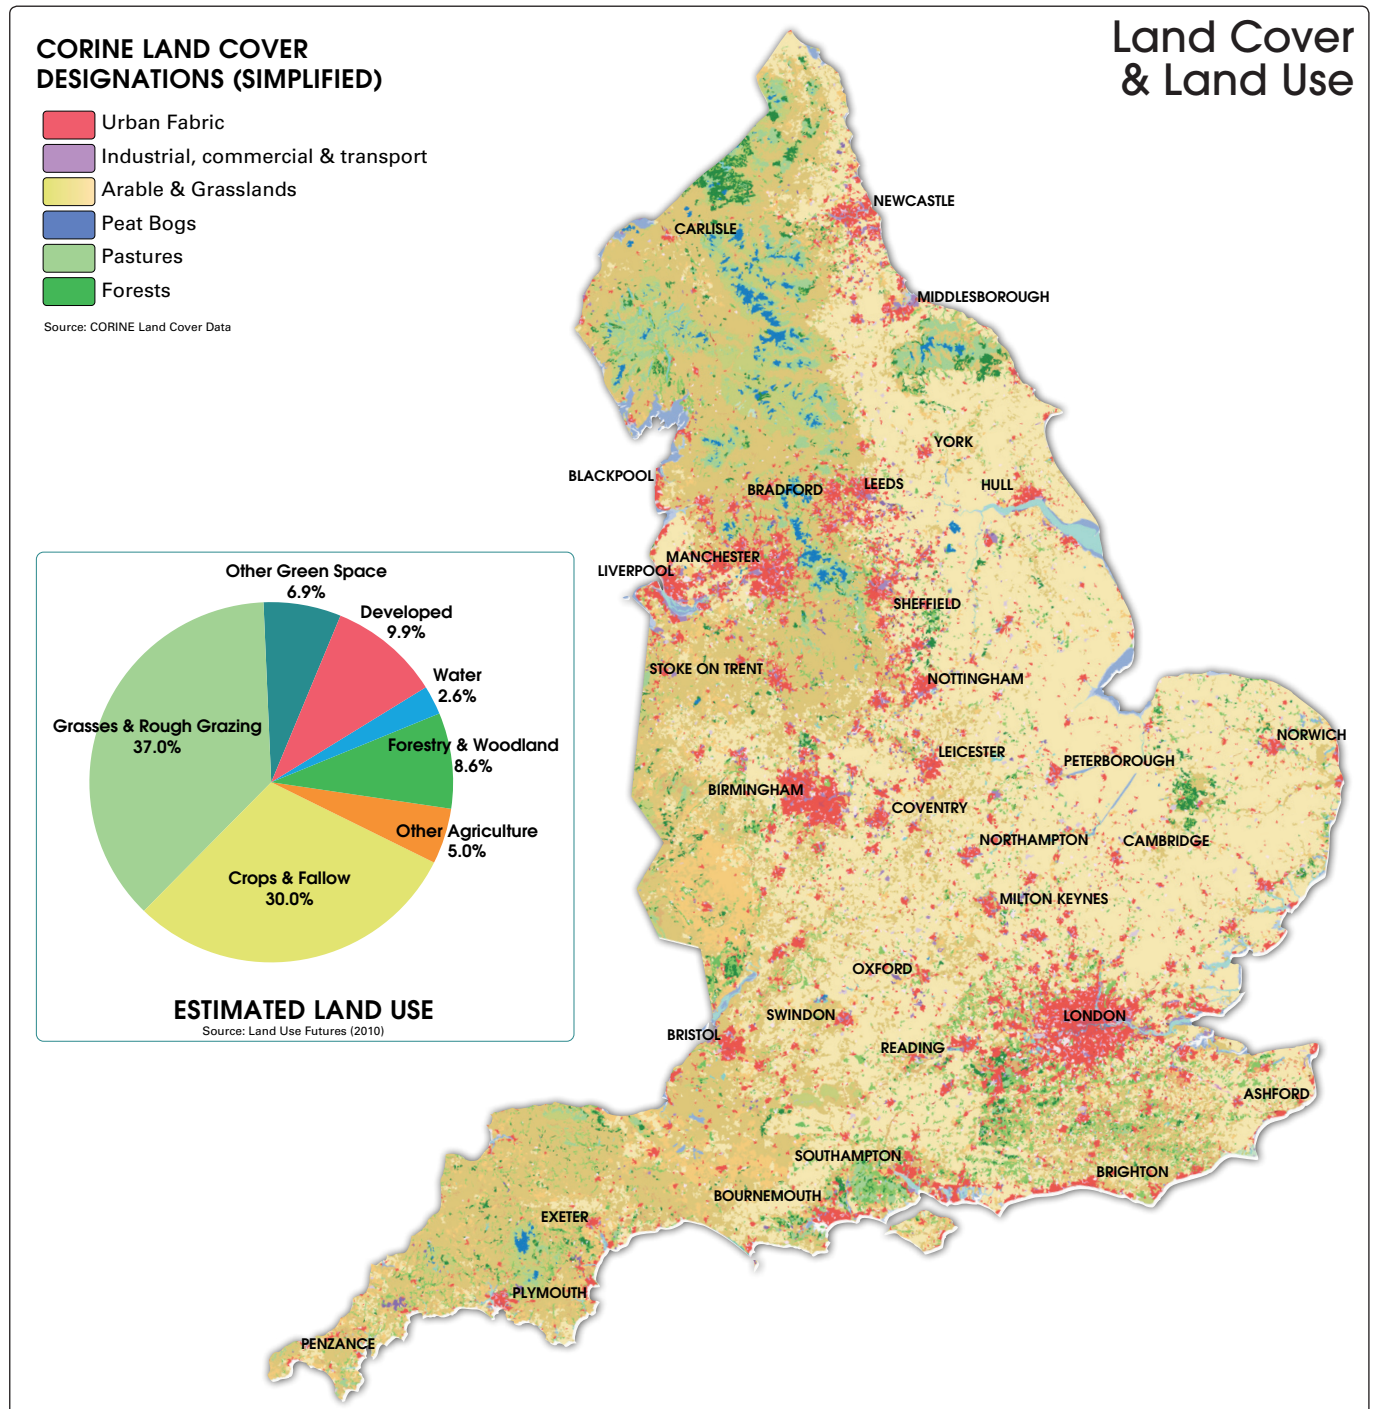 Land Cover
& Land Use
CORINE LAND COVER
DESIGNATIONS (SIMPLIFIED)
Urban Fabric
Industrial, commercial & transport
Arable & Grasslands
Peat Bogs
Pastures
Forests
Source: CORINE Land Cover Data
NEWCASTLE
CARLISLE
MIDDLESBOROUGH
YORK
BLACKPOOL
BRADFORD
LEEDS
HULL
MANCHESTER
LIVERPOOL
SHEFFIELD
STOKE ON TRENT
NOTTINGHAM
NORWICH
LEICESTER
PETERBOROUGH
BIRMINGHAM
COVENTRY
NORTHAMPTON
CAMBRIDGE
MILTON KEYNES
OXFORD
SWINDON
LONDON
BRISTOL
READING
ASHFORD
SOUTHAMPTON
BRIGHTON
BOURNEMOUTH
EXETER
PLYMOUTH
PENZANCE
Other Green Space
6.9%
Developed
9.9%
Water
2.6%
Grasses & Rough Grazing
37.0%
Forestry & Woodland
8.6%
Other Agriculture
5.0%
Crops & Fallow
30.0%
ESTIMATED LAND USE
Source: Land Use Futures (2010)